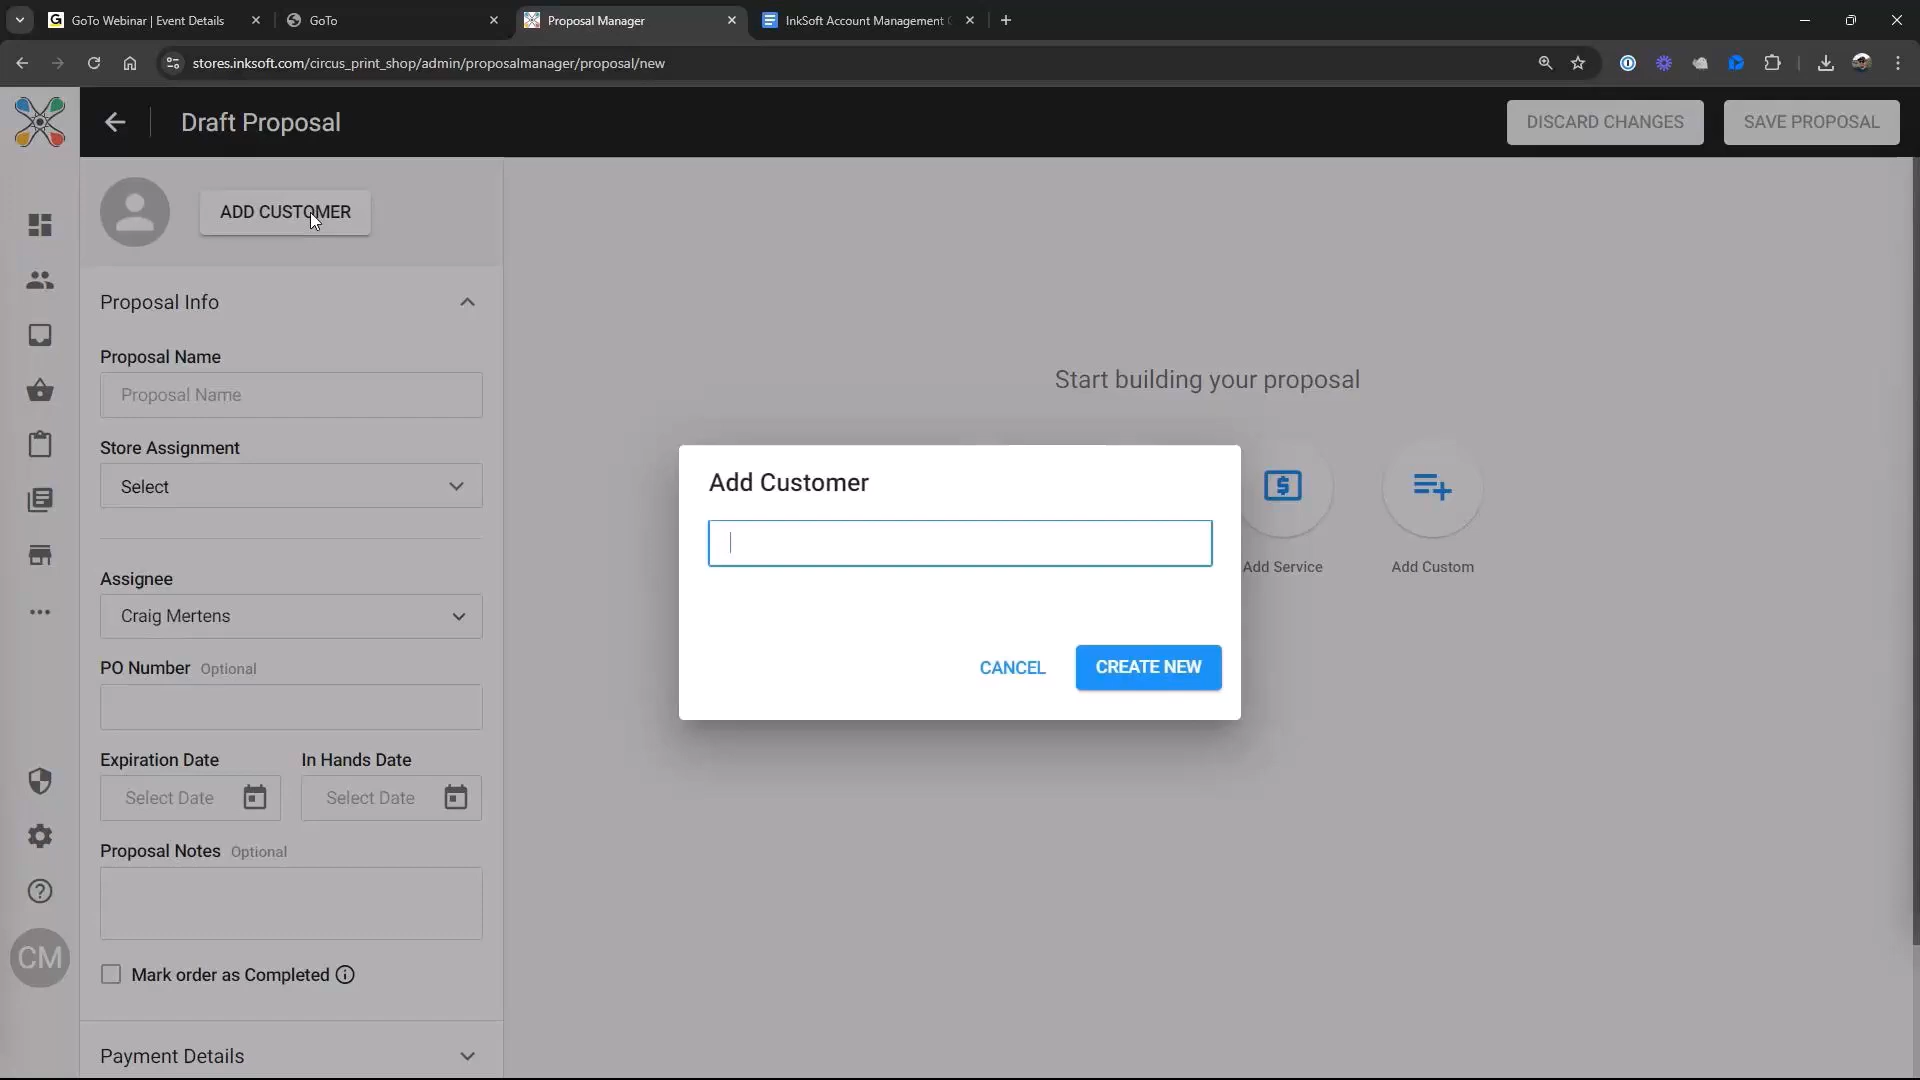 GoTo Webinar | Event Details
GoTo
Proposal Manager
InkSoft Account Management
stores.inksoft.com/circus_print_shop/admin/proposalmanager/proposal/new
Draft Proposal
DISCARD CHANGES
SAVE PROPOSAL
ADD CUSTOMER
Proposal Info
Proposal Name
Proposal Name
Store Assignment
Select
Assignee
Craig Mertens
PO Number Optional
Expiration Date
In Hands Date
Select Date
Select Date
Proposal Notes Optional
CM
Mark order as Completed
Payment Details
Start building your proposal
Add Service
Add Custom
Add Customer
CANCEL
CREATE NEW